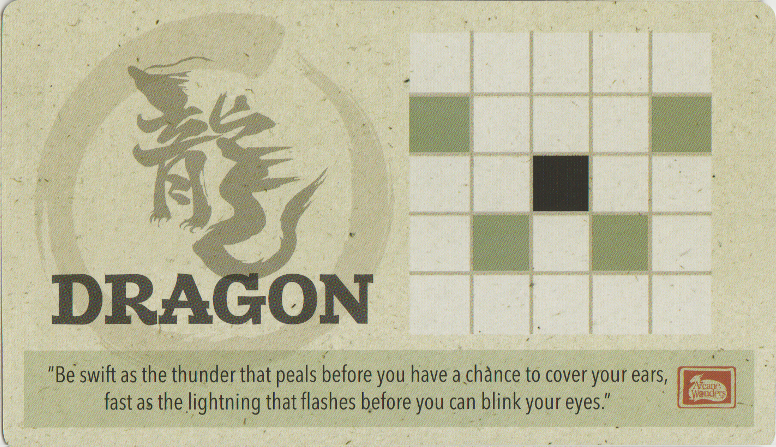 龍
DRAGON
"Be swift as the thunder that peals before you have a chance to cover your ears,
fast as the lightning that flashes before you can blink your eyes."
Arcane
Wonders